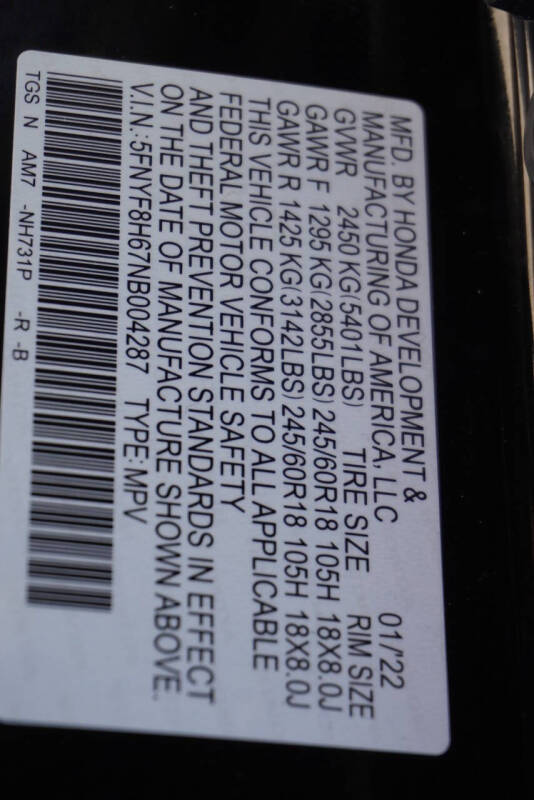 MFD. BY HONDA DEVELOPMENT &
MANUFACTURING OF AMERICA, LLC 01/'22
GVWR 2450 KG(5401LBS) TIRE SIZE RIM SIZE
GAWR F 1295 KG(2855LBS) 245/60R18 105H 18X8.0J
GAWR R 1425 KG(3142LBS) 245/60R18 105H 18X8.0J
THIS VEHICLE CONFORMS TO ALL APPLICABLE
FEDERAL MOTOR VEHICLE SAFETY
AND THEFT PREVENTION STANDARDS IN EFFECT
ON THE DATE OF MANUFACTURE SHOWN ABOVE.
V.I.N.:5FNYF8H67NB004287 TYPE:MPV
TGS N AM7 -NH731P -R -B